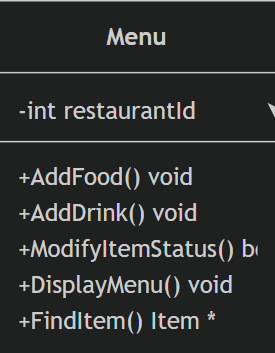 Menu
-int restaurantId
+AddFood() void
+AddDrink() void
+ModifyItemStatus()
+DisplayMenu() void
+FindItem() Item *